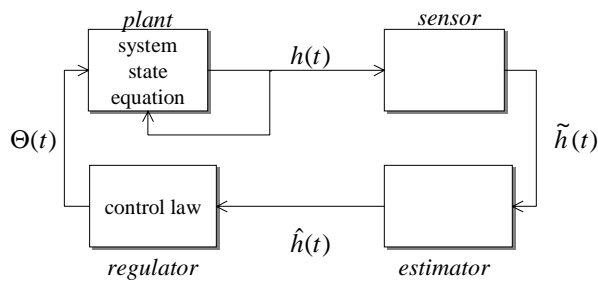 plant
system
state
equation
h(t)
sensor
Θ(t)
h̃(t)
control law
ĥ(t)
regulator
estimator